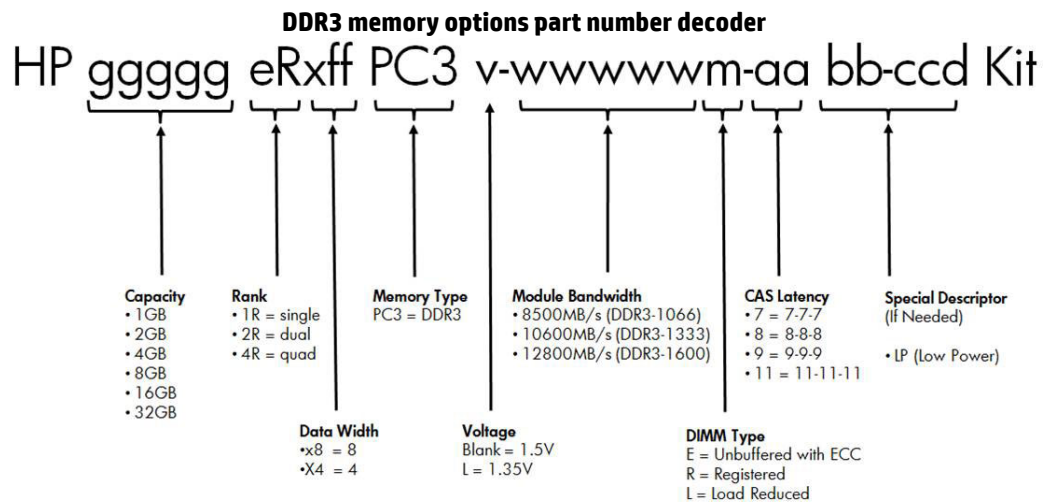 DDR3 memory options part number decoder
HP ggggg eRxff PC3 v-wwwwwm-aa bb-ccd Kit
Capacity
• 1GB
• 2GB
• 4GB
• 8GB
• 16GB
• 32GB
Rank
• 1R = single
• 2R = dual
• 4R = quad
Memory Type
PC3 = DDR3
Module Bandwidth
• 8500MB/s (DDR3-1066)
• 10600MB/s (DDR3-1333)
• 12800MB/s (DDR3-1600)
CAS Latency
• 7 = 7-7-7
• 8 = 8-8-8
• 9 = 9-9-9
• 11 = 11-11-11
Special Descriptor
(If Needed)
• LP (Low Power)
Data Width
•x8 = 8
•X4 = 4
Voltage
Blank = 1.5V
L = 1.35V
DIMM Type
E = Unbuffered with ECC
R = Registered
L = Load Reduced